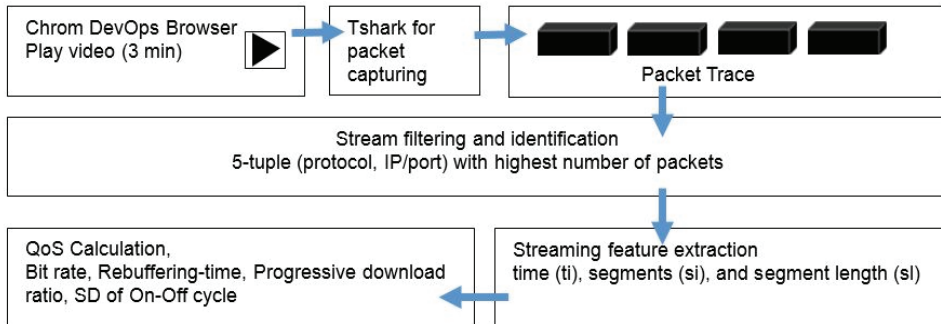 Chrom DevOps Browser
Play video (3 min)
Tshark for
packet
capturing
Packet Trace
Stream filtering and identification
5-tuple (protocol, IP/port) with highest number of packets
QoS Calculation,
Bit rate, Rebuffering-time, Progressive download
ratio, SD of On-Off cycle
Streaming feature extraction
time (ti), segments (si), and segment length (sl)